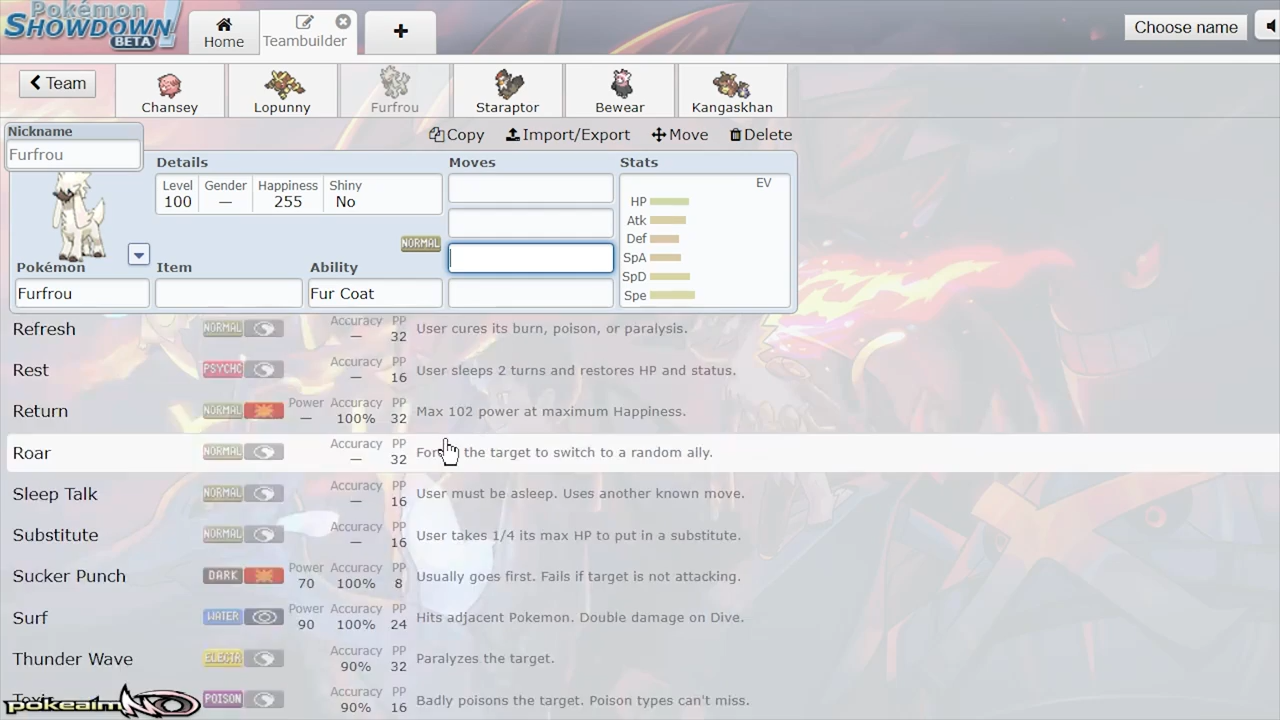 Pokémon
SHOWDOWN!
BETA
Home
Teambuilder
+
Choose name
Team
Chansey
Lopunny
Furfrou
Staraptor
Bewear
Kangaskhan
Nickname
Furfrou
Copy Import/Export Move Delete
Details Moves Stats
Level Gender Happiness Shiny
100 — 255 No
EV
HP
Atk
Def
SpA
SpD
Spe
NORMAL
Pokémon Item Ability
Furfrou Fur Coat
Refresh NORMAL Accuracy — PP 32 User cures its burn, poison, or paralysis.
Rest PSYCHC Accuracy — PP 16 User sleeps 2 turns and restores HP and status.
Return NORMAL Power — Accuracy 100% PP 32 Max 102 power at maximum Happiness.
Roar NORMAL Accuracy — PP 32 the target to switch to a random ally.
Sleep Talk NORMAL Accuracy — PP 16 User must be asleep. Uses another known move.
Substitute NORMAL Accuracy — PP 16 User takes 1/4 its max HP to put in a substitute.
Sucker Punch DARK Power 70 Accuracy 100% PP 8 Usually goes first. Fails if target is not attacking.
Surf WATER Power 90 Accuracy 100% PP 24 Hits adjacent Pokemon. Double damage on Dive.
Thunder Wave ELECTR Accuracy 90% PP 32 Paralyzes the target.
Toxic POISON Accuracy 90% PP 16 Badly poisons the target. Poison types can't miss.
pokeaimMD